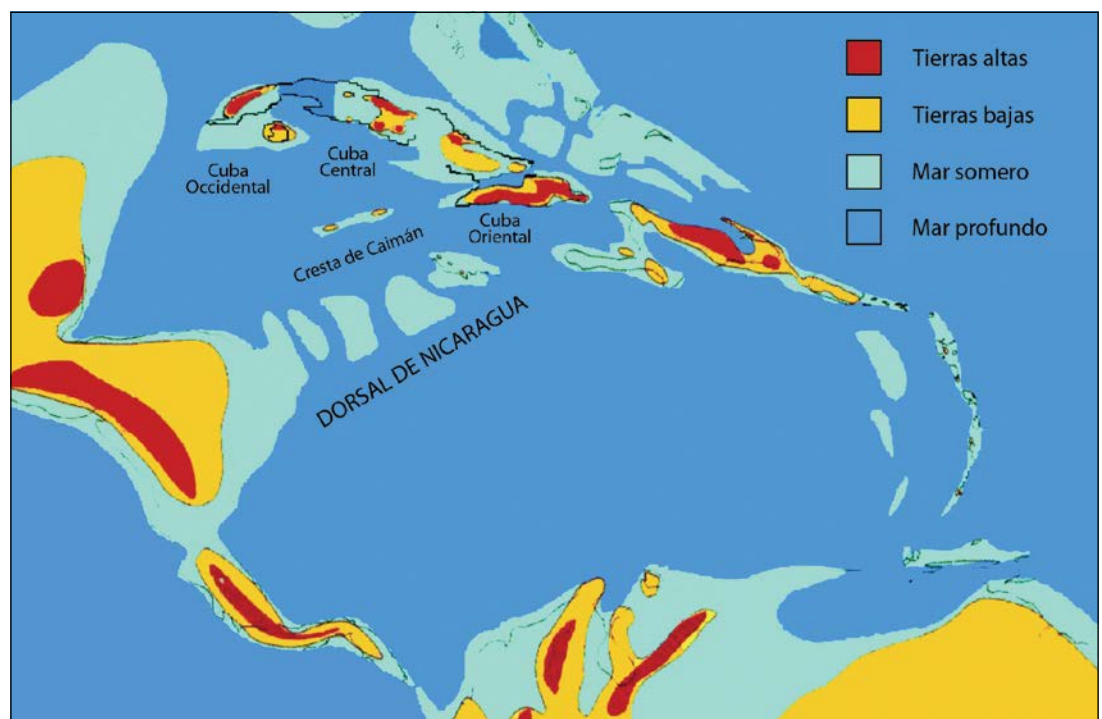 Tierras altas
Tierras bajas
Mar somero
Mar profundo
Cuba
Occidental
Cuba
Central
Cuba
Oriental
Cresta de Caimán
DORSAL DE NICARAGUA